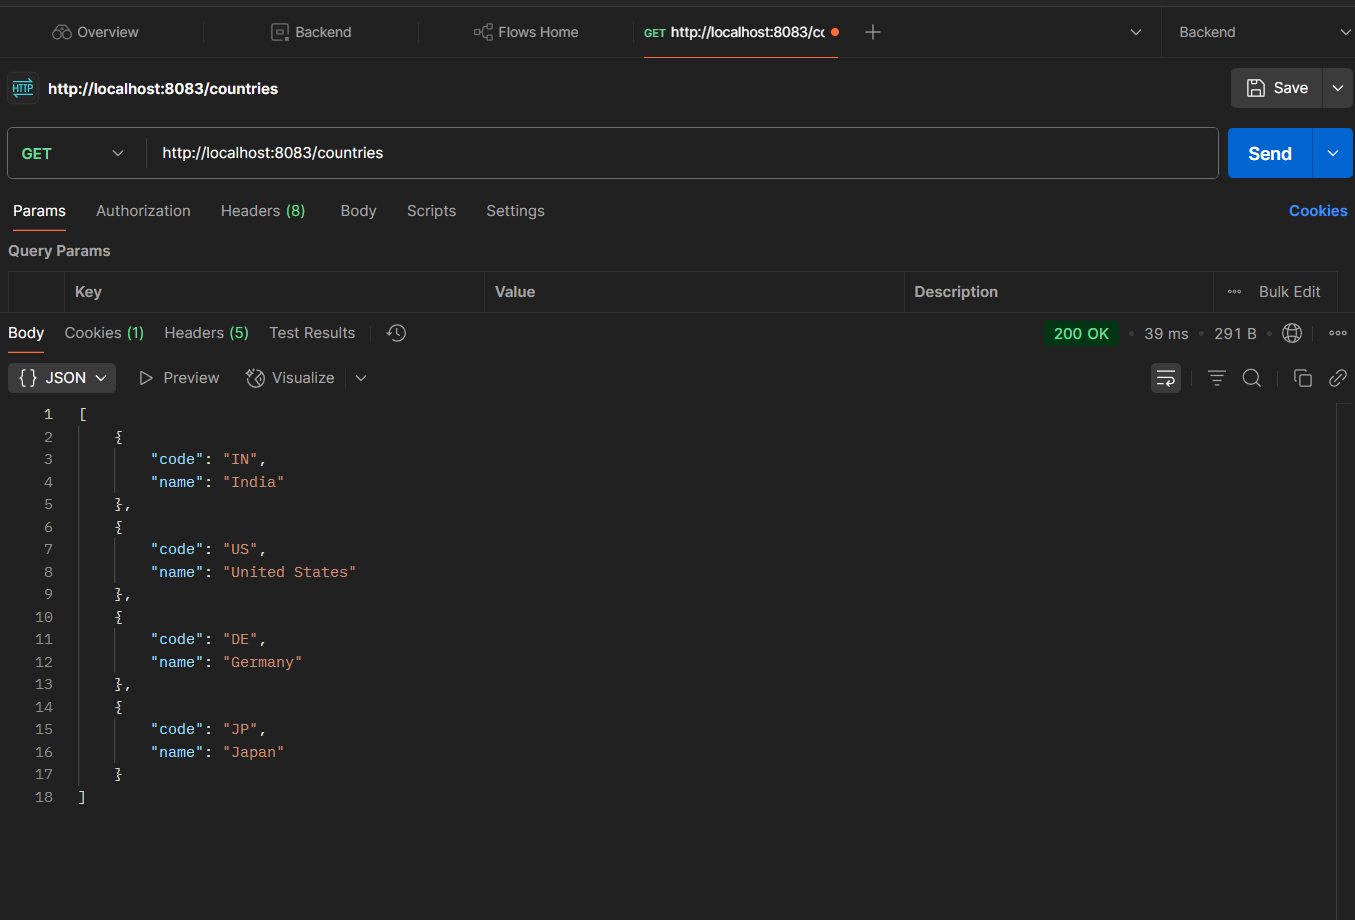 Overview Backend Flows Home GET http://localhost:8083/cc Backend
HTTP http://localhost:8083/countries Save
GET http://localhost:8083/countries Send
Params Authorization Headers (8) Body Scripts Settings Cookies
Query Params
Key Value Description Bulk Edit
Body Cookies (1) Headers (5) Test Results 200 OK 39 ms 291 B
{} JSON Preview Visualize
1 [
2 {
3 "code": "IN",
4 "name": "India"
5 },
6 {
7 "code": "US",
8 "name": "United States"
9 },
10 {
11 "code": "DE",
12 "name": "Germany"
13 },
14 {
15 "code": "JP",
16 "name": "Japan"
17 }
18 ]